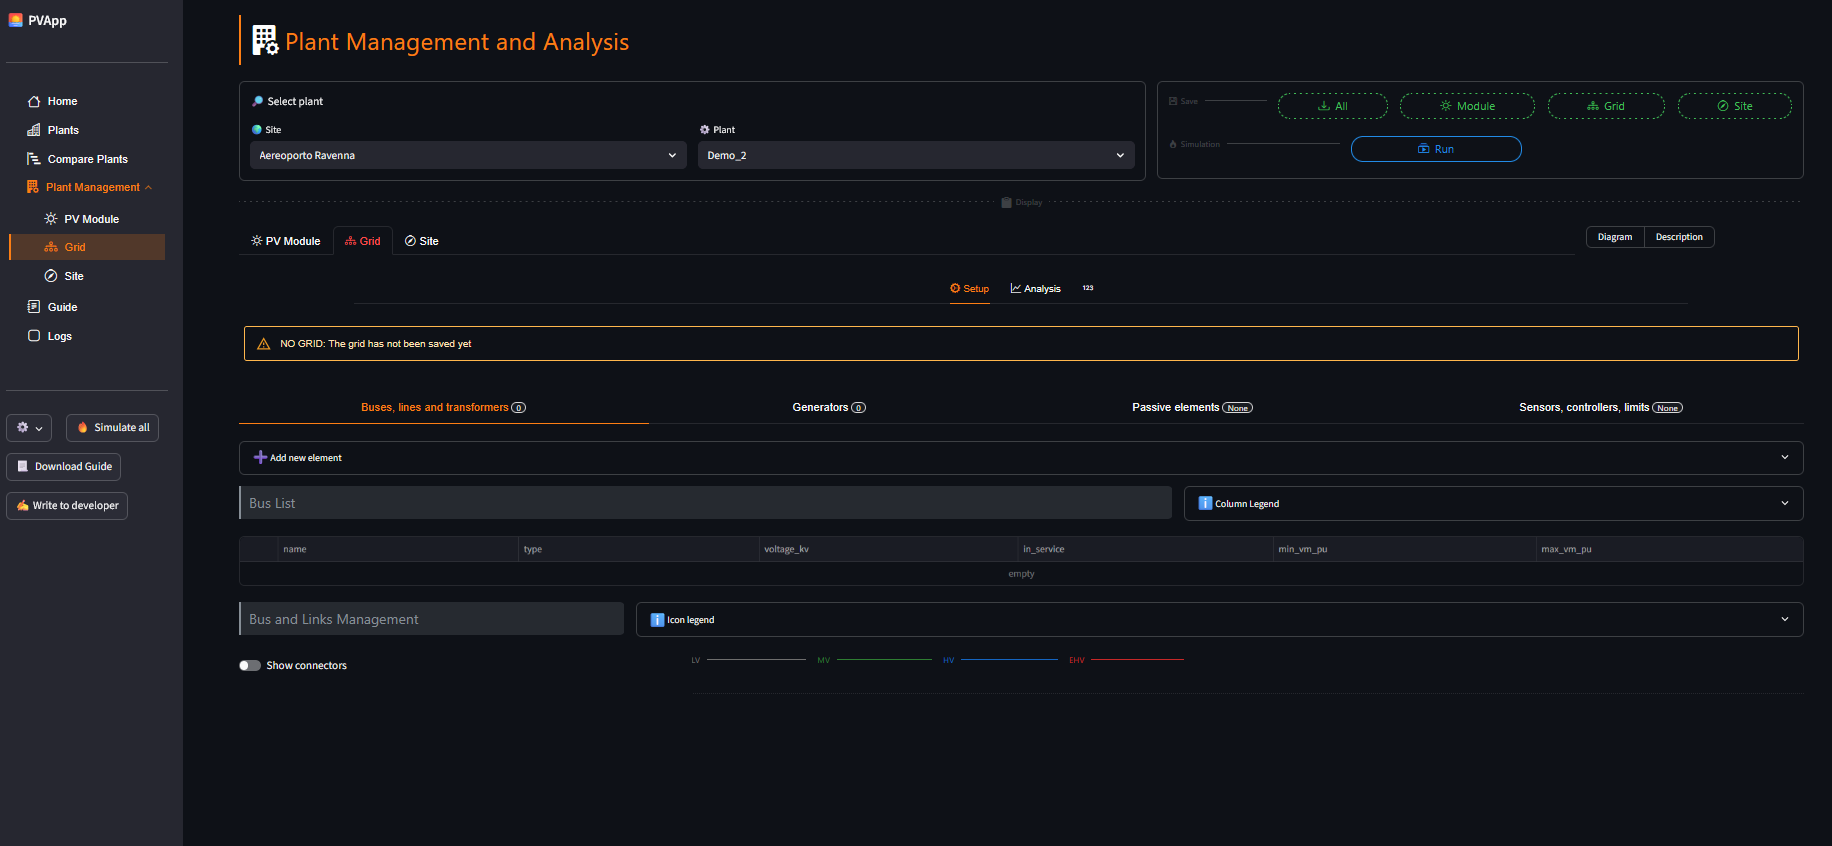 PVApp
Home
Plants
Compare Plants
Plant Management
PV Module
Grid
Site
Guide
Logs
Simulate all
Download Guide
Write to developer
Plant Management and Analysis
Select plant
Site
Plant
Aereoporto Ravenna
Demo_2
Save
All
Module
Grid
Site
Simulation
Run
Display
PV Module
Grid
Site
Diagram
Description
Setup
Analysis
123
NO GRID: The grid has not been saved yet
Buses, lines and transformers 0
Generators 0
Passive elements None
Sensors, controllers, limits None
Add new element
Bus List
Column Legend
name type voltage_kv in_service min_vm_pu max_vm_pu
empty
Bus and Links Management
Icon legend
Show connectors
LV MV HV EHV